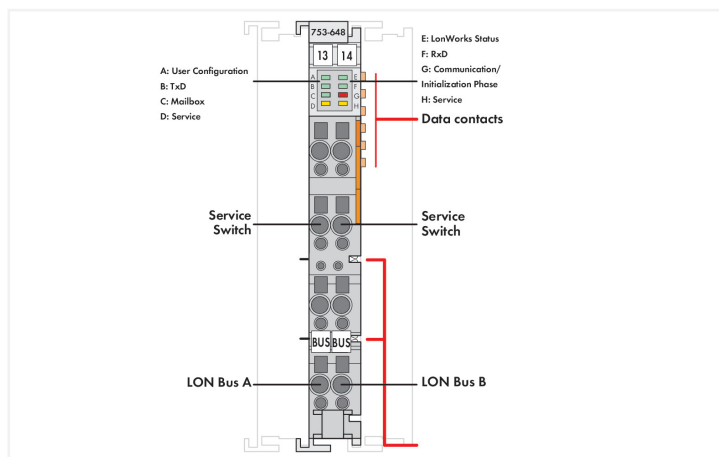 753-648
13 14
A: User Configuration
B: TxD
C: Mailbox
D: Service
A
B
C
D
E
F
G
H
E: LonWorks Status
F: RxD
G: Communication/
Initialization Phase
H: Service
Data contacts
Service
Switch
Service
Switch
BUS BUS
LON Bus A
LON Bus B